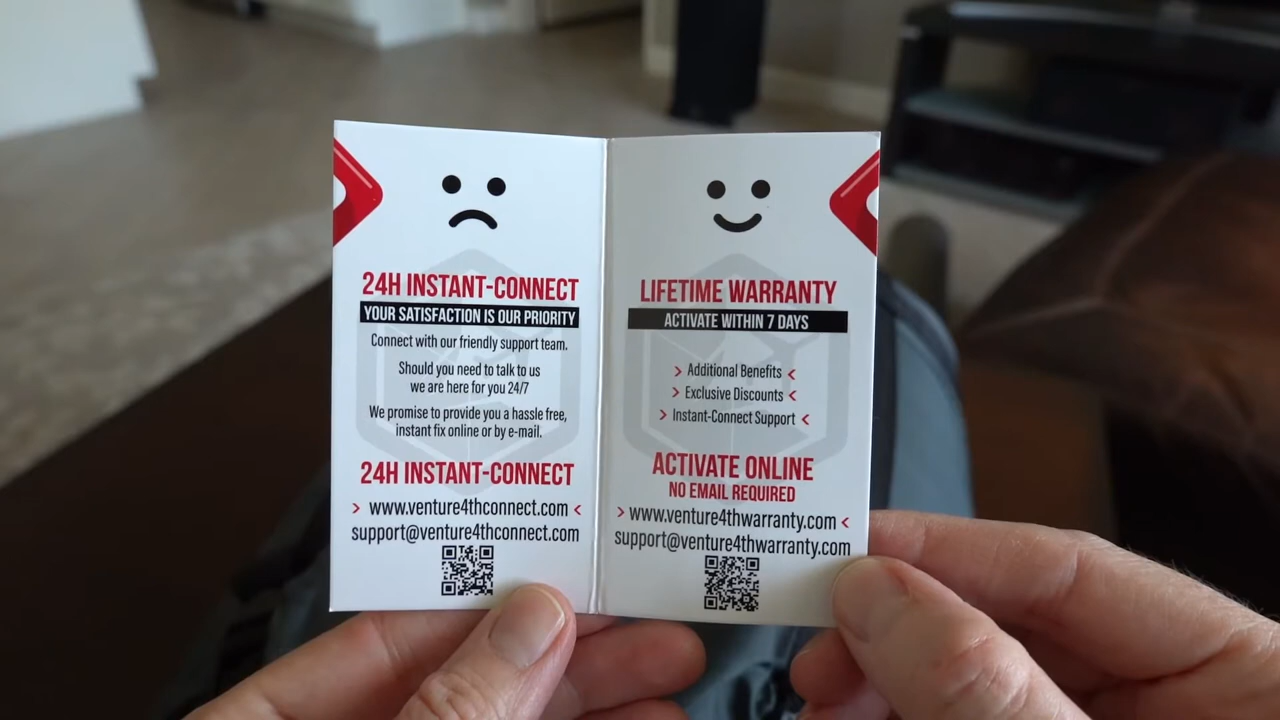 24H INSTANT-CONNECT
YOUR SATISFACTION IS OUR PRIORITY
Connect with our friendly support team.
Should you need to talk to us
we are here for you 24/7
We promise to provide you a hassle free,
instant fix online or by e-mail.
24H INSTANT-CONNECT
> www.venture4thconnect.com <
support@venture4thconnect.com
LIFETIME WARRANTY
ACTIVATE WITHIN 7 DAYS
> Additional Benefits <
> Exclusive Discounts <
> Instant-Connect Support <
ACTIVATE ONLINE
NO EMAIL REQUIRED
> www.venture4thwarranty.com <
support@venture4thwarranty.com